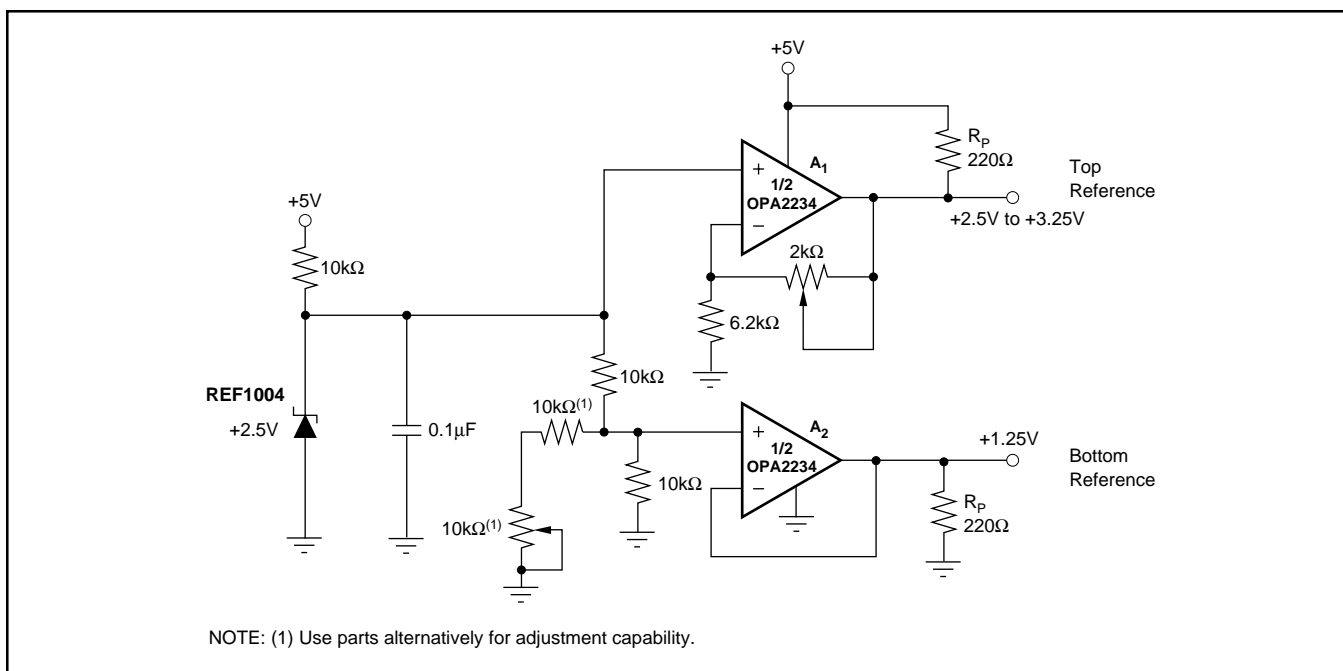 +5V
R_P
220Ω
A₁
+
1/2
OPA2234
−
Top
Reference
+2.5V to +3.25V
+5V
10kΩ
2kΩ
6.2kΩ
REF1004
+2.5V
0.1µF
10kΩ
10kΩ⁽¹⁾
10kΩ⁽¹⁾
10kΩ
A₂
+
1/2
OPA2234
−
+1.25V
Bottom
Reference
R_P
220Ω
NOTE: (1) Use parts alternatively for adjustment capability.